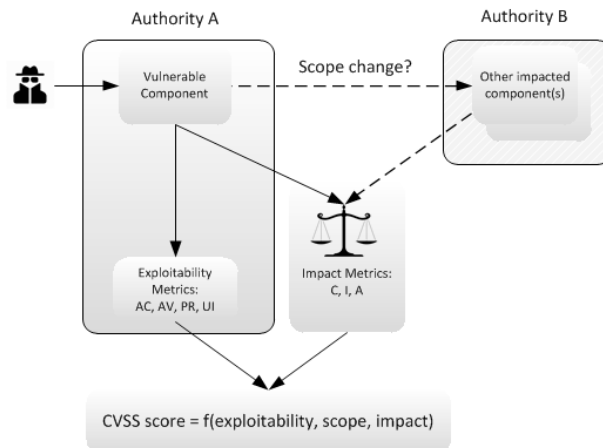 Authority A
Authority B
Vulnerable
Component
Scope change?
Other impacted
component(s)
Exploitability
Metrics:
AC, AV, PR, UI
Impact Metrics:
C, I, A
CVSS score = f(exploitability, scope, impact)